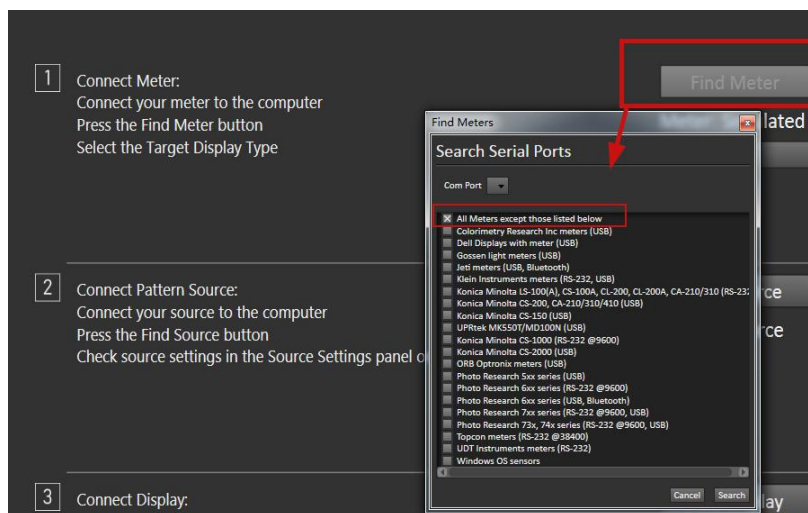 1
Connect Meter:
Connect your meter to the computer
Press the Find Meter button
Select the Target Display Type
Find Meter
lated
Find Meters
Search Serial Ports
Com Port
All Meters except those listed below
Colorimetry Research Inc meters (USB)
Dell Displays with meter (USB)
Gossen light meters (USB)
Jeti meters (USB, Bluetooth)
Klein Instruments meters (RS-232, USB)
Konica Minolta LS-100(A), CS-100A, CL-200, CL-200A, CA-210/310 (RS-232
Konica Minolta CS-200, CA-210/310/410 (USB)
Konica Minolta CS-150 (USB)
UPRtek MK550T/MD100N (USB)
Konica Minolta CS-1000 (RS-232 @9600)
Konica Minolta CS-2000 (USB)
ORB Optronix meters (USB)
Photo Research 5xx series (USB)
Photo Research 6xx series (RS-232 @9600)
Photo Research 6xx series (USB, Bluetooth)
Photo Research 7xx series (RS-232 @9600, USB)
Photo Research 73x, 74x series (RS-232 @9600, USB)
Topcon meters (RS-232 @38400)
UDT Instruments meters (RS-232)
Windows OS sensors
Cancel Search
2
Connect Pattern Source:
Connect your source to the computer
Press the Find Source button
Check source settings in the Source Settings panel o
rce
rce
3
Connect Display:
lay